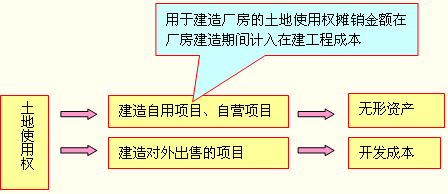 用于建造厂房的土地使用权摊销金额在
厂房建造期间计入在建工程成本
土地使用权
建造自用项目、自营项目
无形资产
建造对外出售的项目
开发成本